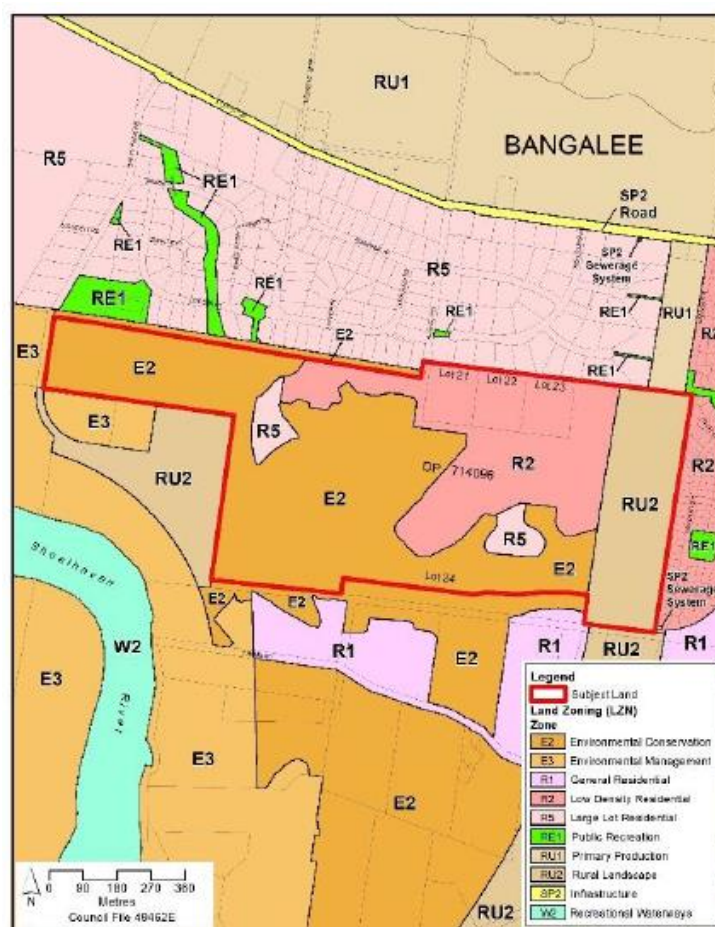 RU1
BANGALEE
R5
RE1
SP2
Road
RE1
R5
SP2
Sewerage
System
RE1
RE1
RE1
RE1
RU1
R2
RE1
E2
E3
E2
Lot 21
Lot 22
Lot 23
E3
R5
RU2
R2
DP 714096
E2
RU2
R2
RE1
R5
E2
Shoalhaven
Lot 24
SP2
Sewerage
System
E2
E2
W2
R1
E2
R1
RU2
R1
E3
River
E3
E2
RU2
Legend
Subject Land
Land Zoning (LZN)
Zone
E2 Environmental Conservation
E3 Environmental Management
R1 General Residential
R2 Low Density Residential
R5 Large Lot Residential
RE1 Public Recreation
RU1 Primary Production
RU2 Rural Landscape
SP2 Infrastructure
W2 Recreational Waterways
N
0 90 180 270 360
Metres
Council File 49462E